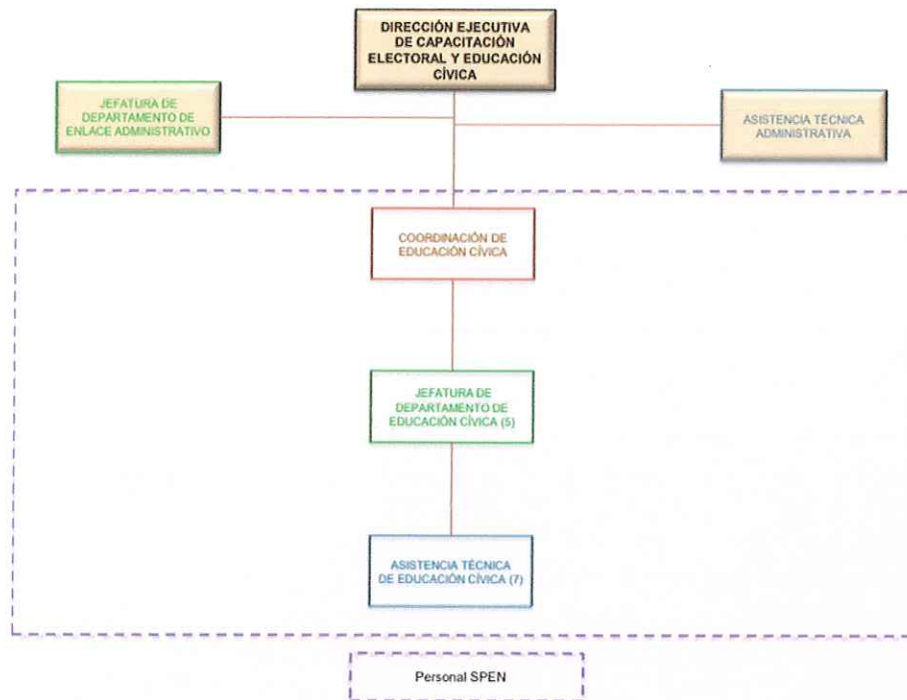 DIRECCIÓN EJECUTIVA
DE CAPACITACIÓN
ELECTORAL Y EDUCACIÓN
CÍVICA
JEFATURA DE
DEPARTAMENTO DE
ENLACE ADMINISTRATIVO
ASISTENCIA TÉCNICA
ADMINISTRATIVA
COORDINACIÓN DE
EDUCACIÓN CÍVICA
JEFATURA DE
DEPARTAMENTO DE
EDUCACIÓN CÍVICA (5)
ASISTENCIA TÉCNICA
DE EDUCACIÓN CÍVICA (7)
Personal SPEN